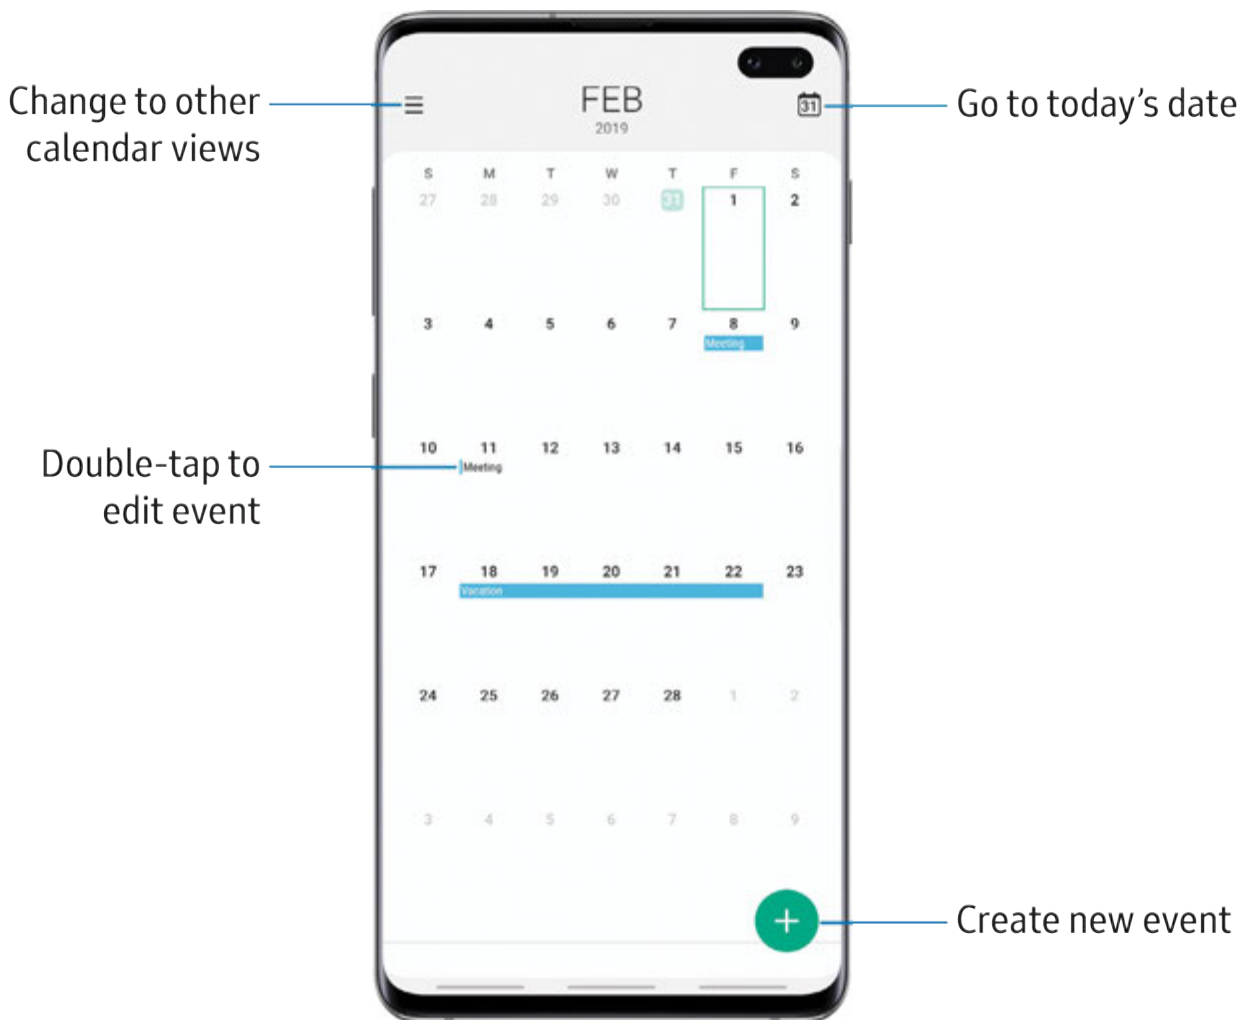 Change to other
calendar views
FEB
2019
31
Go to today's date
S M T W T F S
27 28 29 30 31 1 2
3 4 5 6 7 8 9
Meeting
10 11 12 13 14 15 16
Meeting
Double-tap to
edit event
17 18 19 20 21 22 23
Vacation
24 25 26 27 28 1 2
3 4 5 6 7 8 9
+
Create new event